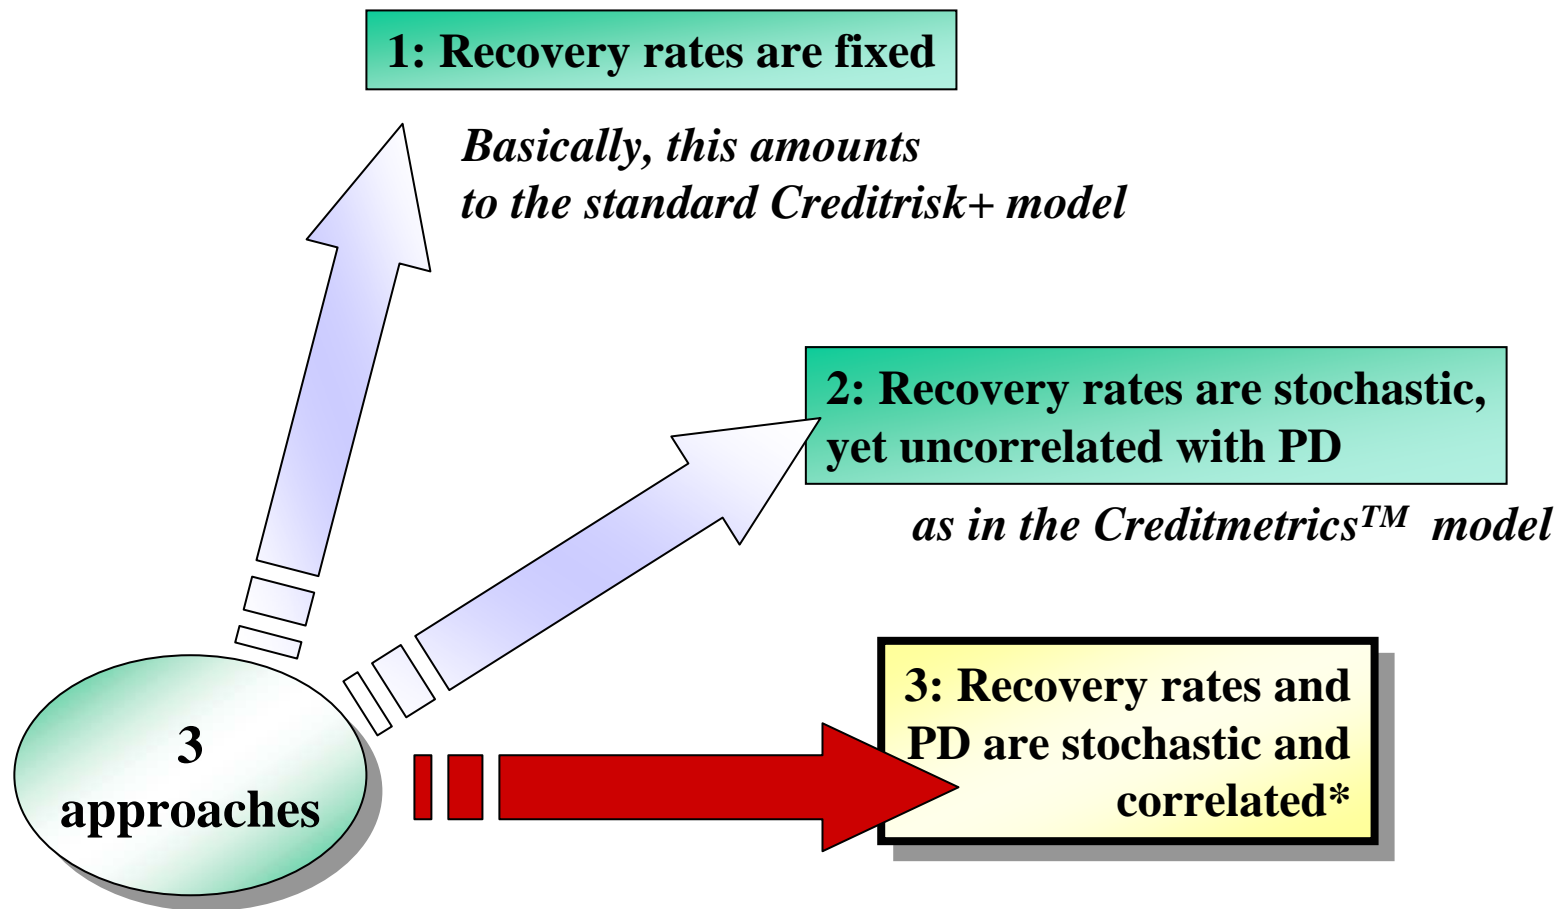 1: Recovery rates are fixed
Basically, this amounts
to the standard Creditrisk+ model
2: Recovery rates are stochastic,
yet uncorrelated with PD
as in the Creditmetrics™ model
3: Recovery rates and
PD are stochastic and
correlated*
3
approaches